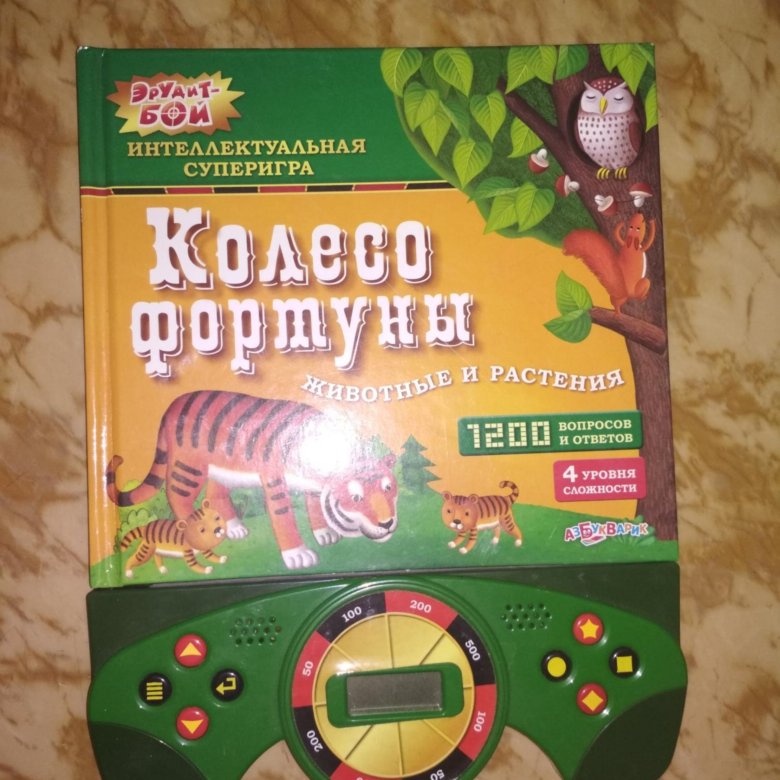 ЭРУДИТ-
БОЙ
ИНТЕЛЛЕКТУАЛЬНАЯ
СУПЕРИГРА
Колесо
фортуны
ЖИВОТНЫЕ И РАСТЕНИЯ
1200 ВОПРОСОВ
И ОТВЕТОВ
4 УРОВНЯ
СЛОЖНОСТИ
АЗБУКВАРИК
100
200
50
500
200
100
50